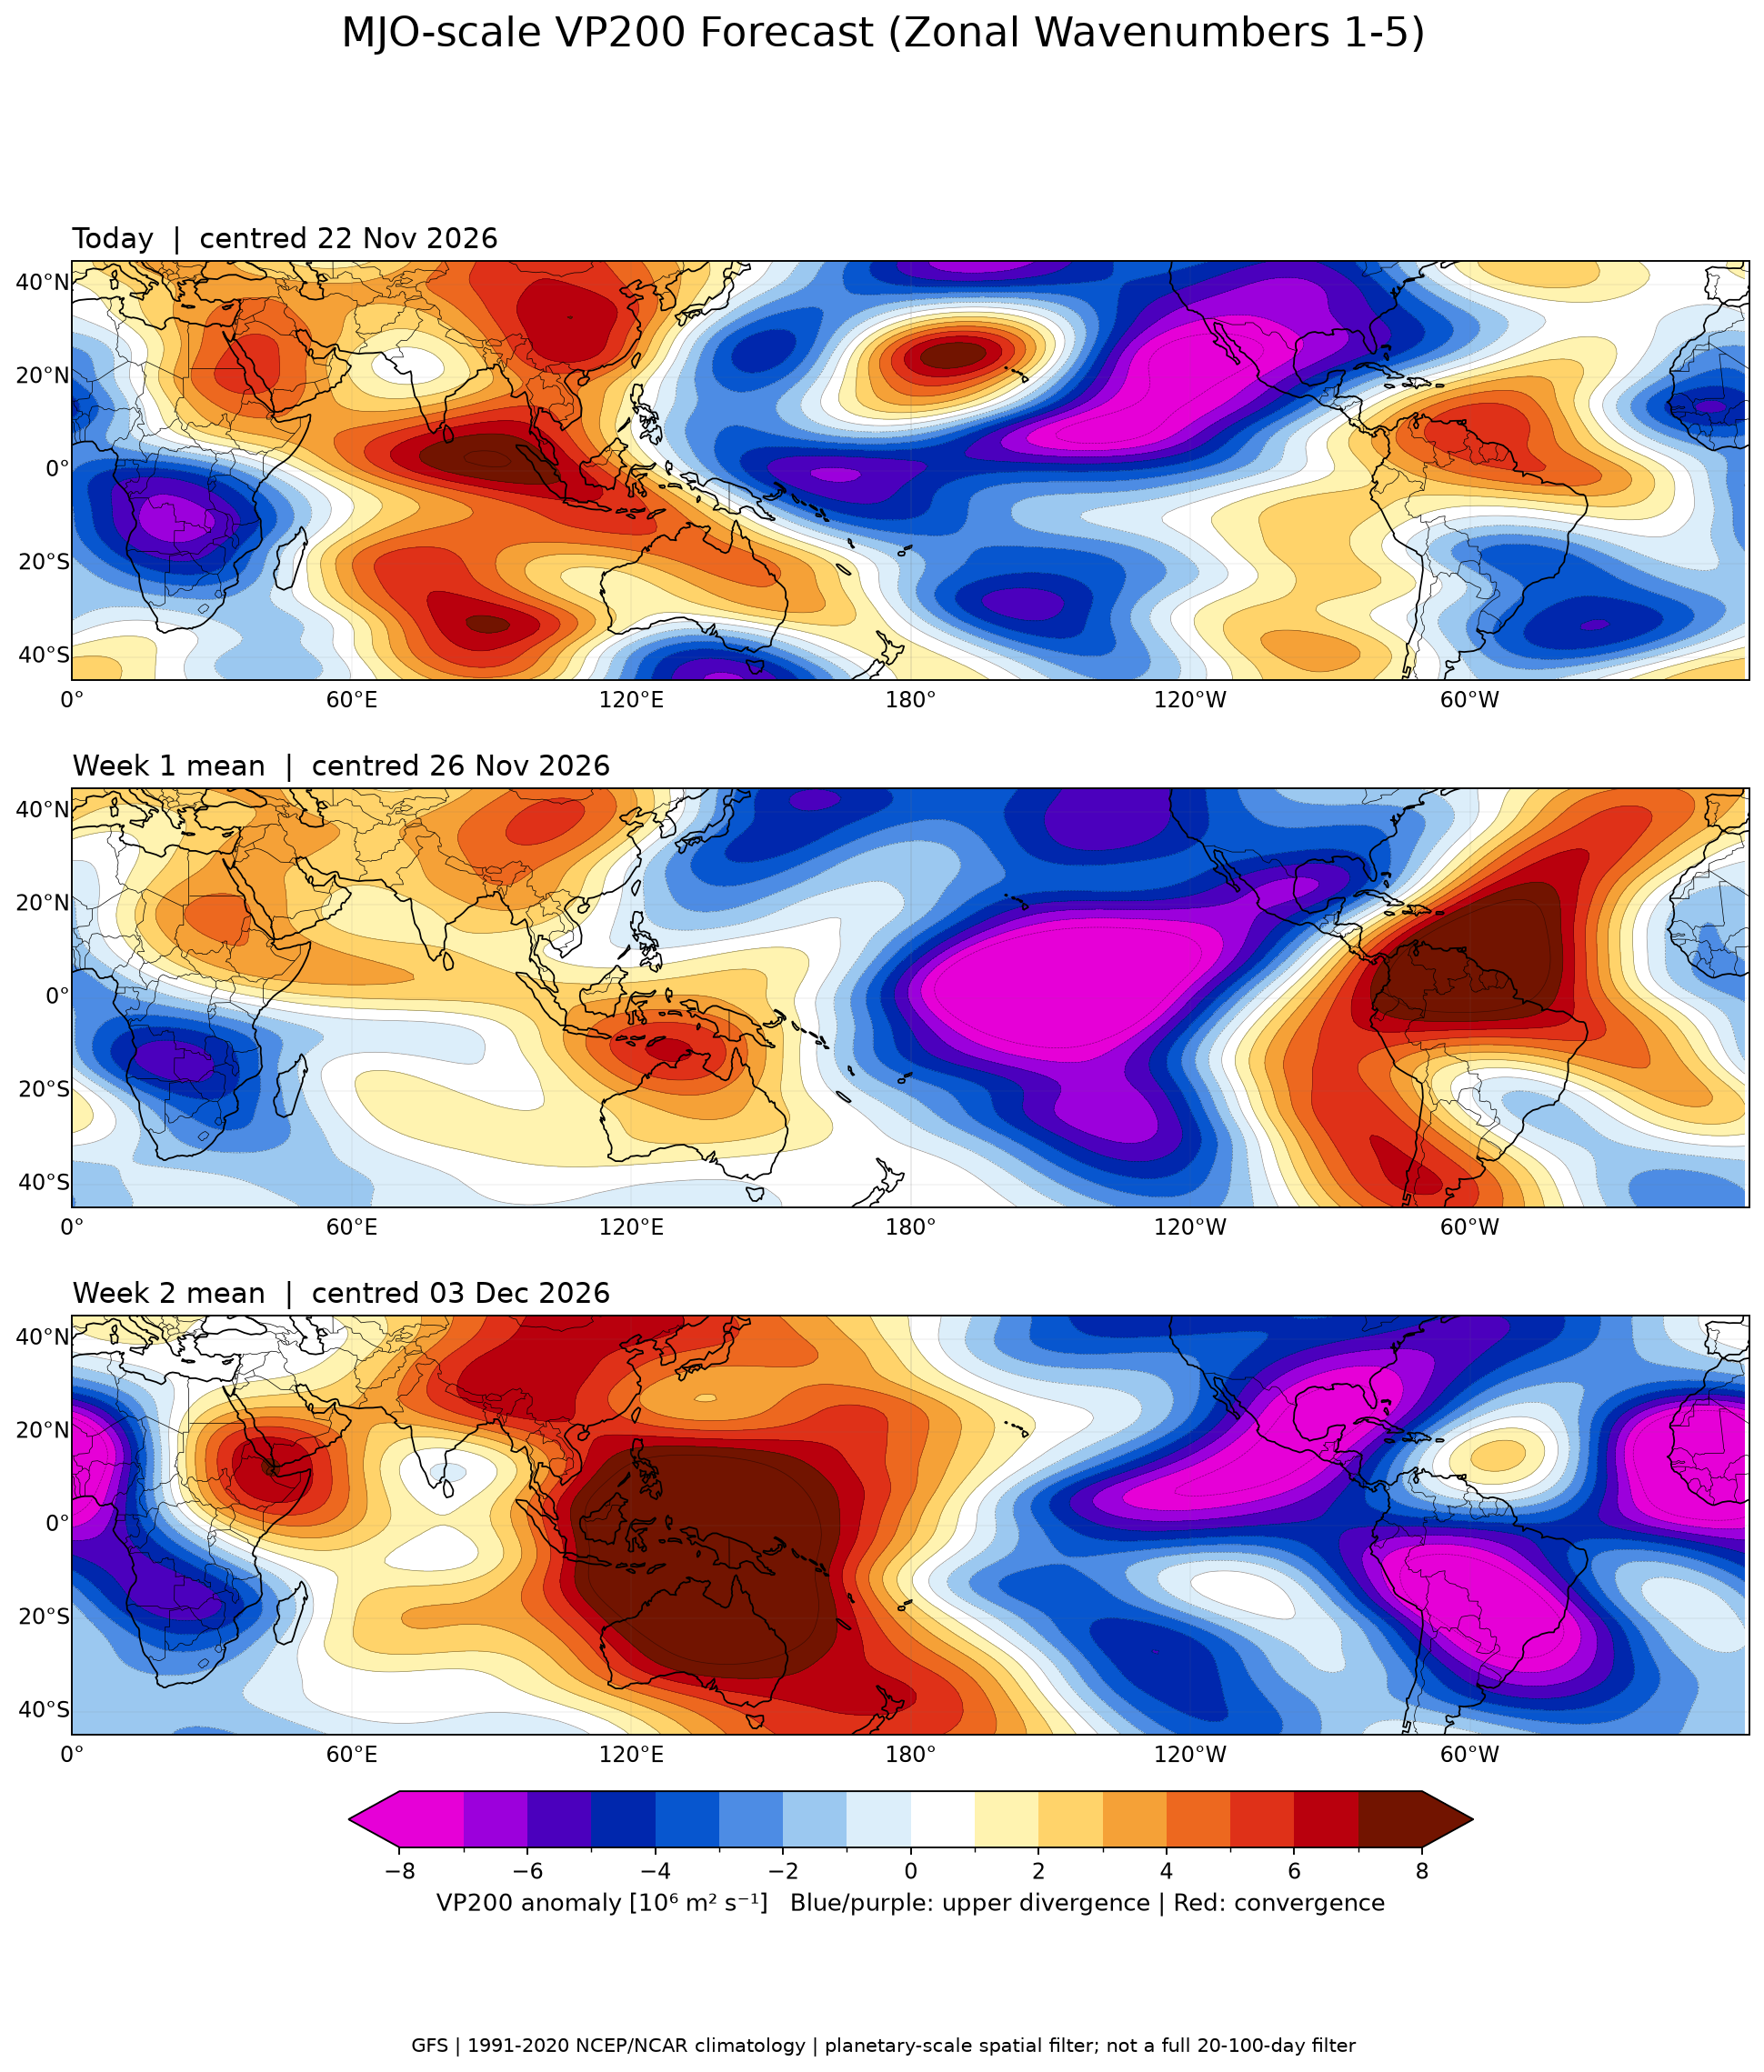 MJO-scale VP200 Forecast (Zonal Wavenumbers 1-5)
Today | centred 22 Nov 2026
40°N
20°N
0°
20°S
40°S
0° 60°E 120°E 180° 120°W 60°W
Week 1 mean | centred 26 Nov 2026
40°N
20°N
0°
20°S
40°S
0° 60°E 120°E 180° 120°W 60°W
Week 2 mean | centred 03 Dec 2026
40°N
20°N
0°
20°S
40°S
0° 60°E 120°E 180° 120°W 60°W
−8 −6 −4 −2 0 2 4 6 8
VP200 anomaly [10⁶ m² s⁻¹] Blue/purple: upper divergence | Red: convergence
GFS | 1991-2020 NCEP/NCAR climatology | planetary-scale spatial filter; not a full 20-100-day filter